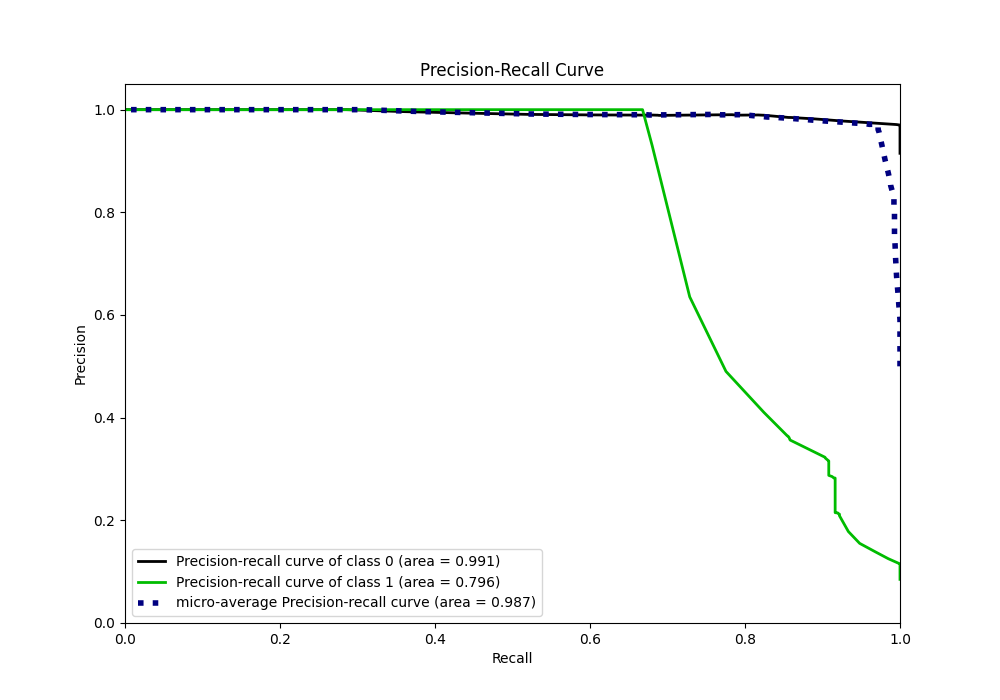 Precision-Recall Curve
1.0
0.8
0.6
0.4
0.2
0.0
Precision
Precision-recall curve of class 0 (area = 0.991)
Precision-recall curve of class 1 (area = 0.796)
micro-average Precision-recall curve (area = 0.987)
0.0 0.2 0.4 0.6 0.8 1.0
Recall